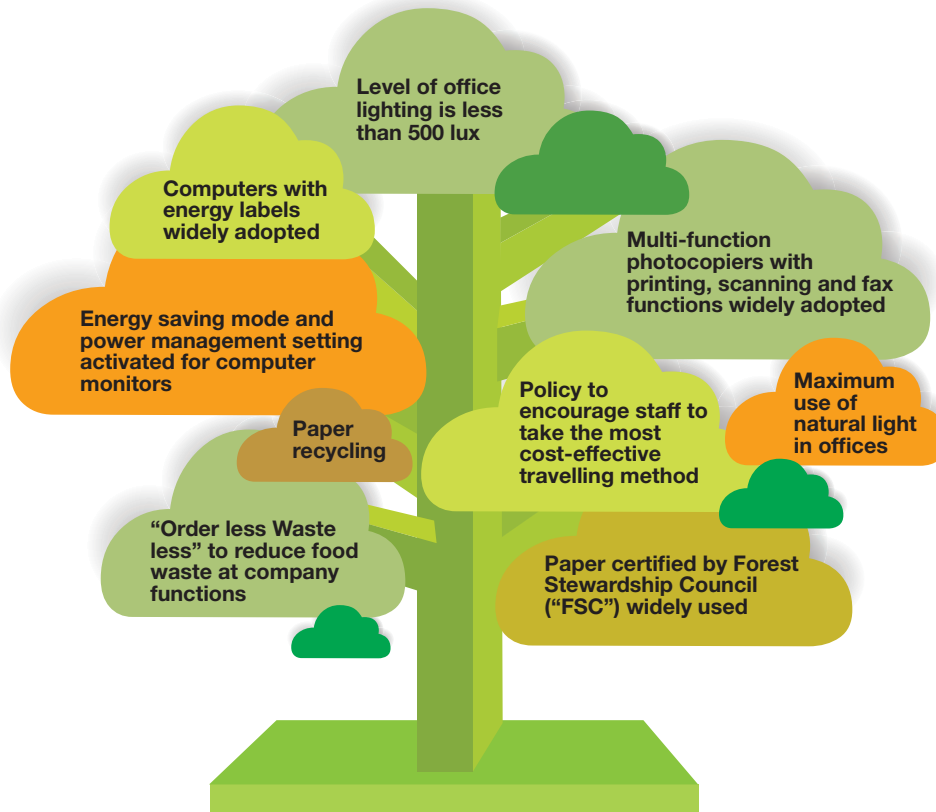 Level of office
lighting is less
than 500 lux
Computers with
energy labels
widely adopted
Multi-function
photocopiers with
printing, scanning and fax
functions widely adopted
Energy saving mode and
power management setting
activated for computer
monitors
Policy to
encourage staff to
take the most
cost-effective
travelling method
Maximum
use of
natural light
in offices
Paper
recycling
“Order less Waste
less” to reduce food
waste at company
functions
Paper certified by Forest
Stewardship Council
(“FSC”) widely used